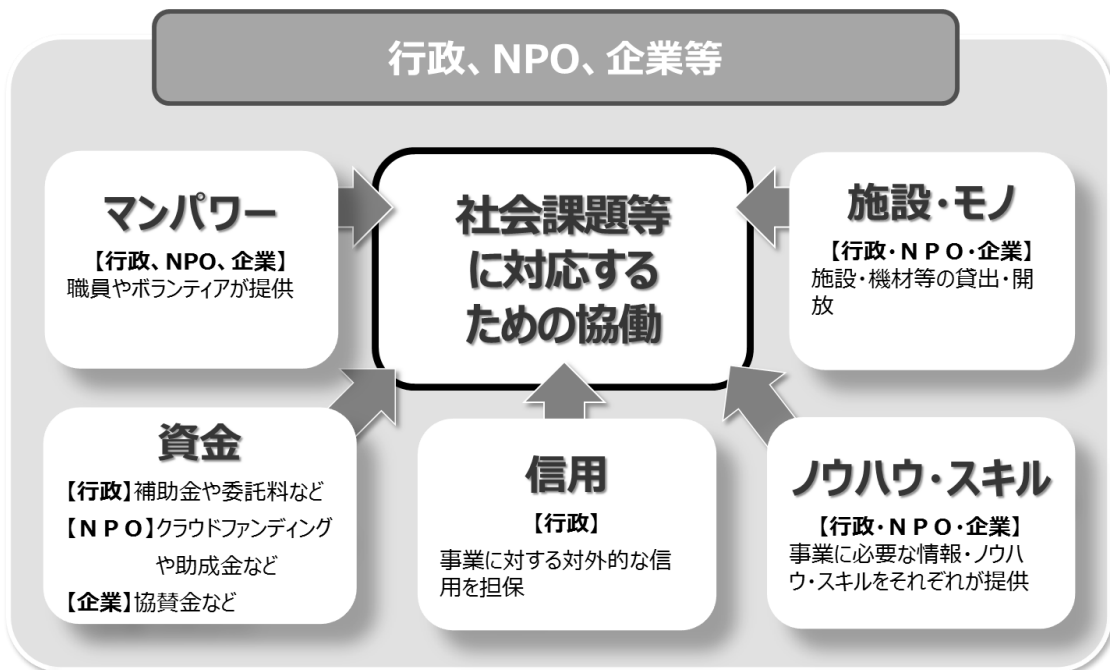 行政、NPO、企業等
マンパワー
【行政、NPO、企業】
職員やボランティアが提供
社会課題等
に対応する
ための協働
施設・モノ
【行政・ＮＰＯ・企業】
施設・機材等の貸出・開
放
資金
【行政】補助金や委託料など
【ＮＰＯ】クラウドファンディング
や助成金など
【企業】協賛金など
信用
【行政】
事業に対する対外的な信
用を担保
ノウハウ・スキル
【行政・ＮＰＯ・企業】
事業に必要な情報・ノウハ
ウ・スキルをそれぞれが提供